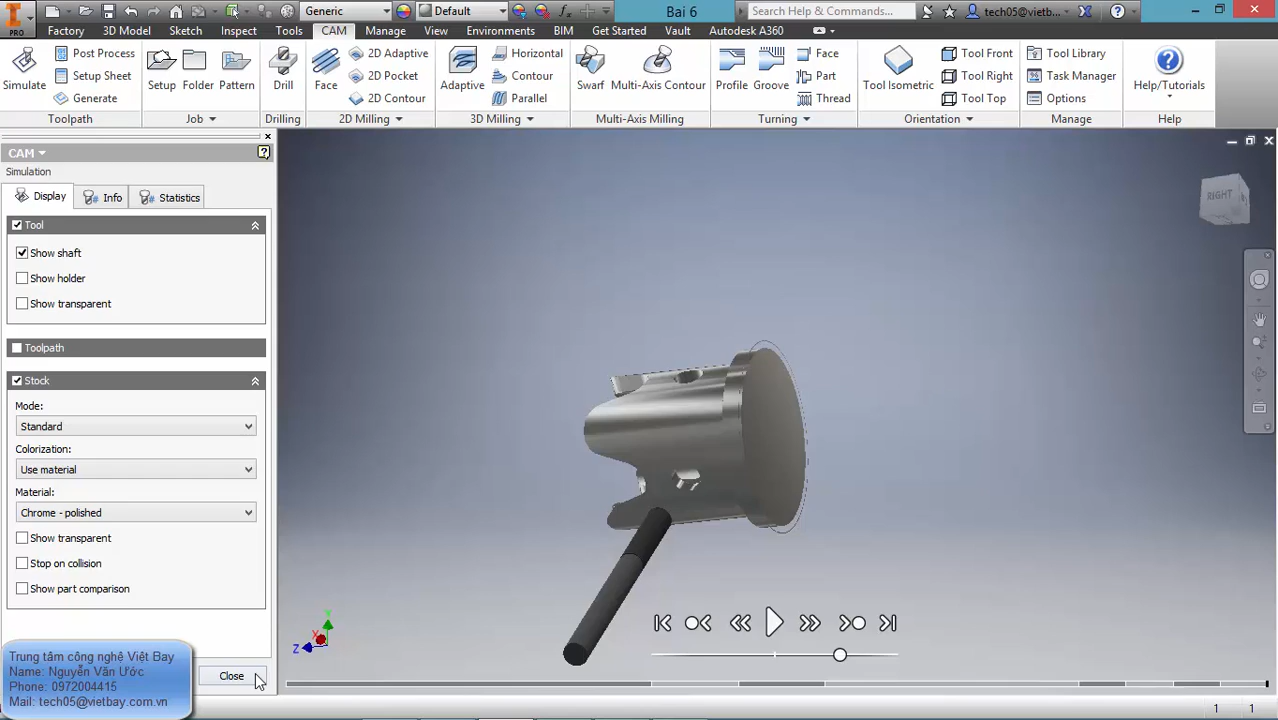 Generic
Default
Bai 6
Search Help & Commands...
tech05@vietb...
PRO
Factory 3D Model Sketch Inspect Tools CAM Manage View Environments BIM Get Started Vault Autodesk A360
Simulate
Post Process
Setup Sheet
Generate
Toolpath
Setup
Folder
Pattern
Job
Drill
Drilling
Face
2D Adaptive
2D Pocket
2D Contour
2D Milling
Adaptive
Horizontal
Contour
Parallel
3D Milling
Swarf
Multi-Axis Contour
Multi-Axis Milling
Profile
Groove
Face
Part
Thread
Turning
Tool Isometric
Tool Front
Tool Right
Tool Top
Orientation
Tool Library
Task Manager
Options
Manage
Help/Tutorials
Help
CAM
Simulation
Display
Info
Statistics
Tool
Show shaft
Show holder
Show transparent
Toolpath
Stock
Mode:
Standard
Colorization:
Use material
Material:
Chrome - polished
Show transparent
Stop on collision
Show part comparison
Close
Trung tâm công nghệ Việt Bay
Name: Nguyễn Văn Ước
Phone: 0972004415
Mail: tech05@vietbay.com.vn
RIGHT
Y
X
Z
1 1